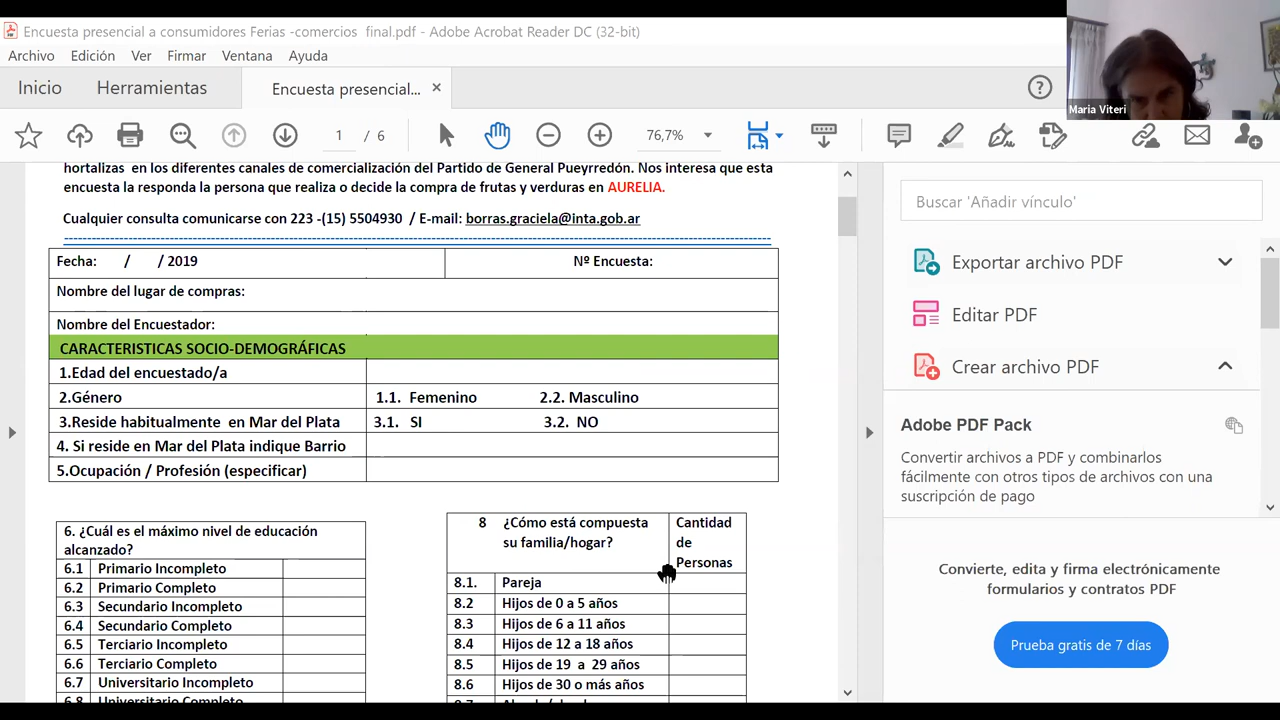 Encuesta presencial a consumidores Ferias -comercios final.pdf - Adobe Acrobat Reader DC (32-bit)
Archivo Edición Ver Firmar Ventana Ayuda
Inicio Herramientas Encuesta presencial... ×
Maria Viteri
1 / 6 76,7%
hortalizas en los diferentes canales de comercialización del Partido de General Pueyrredón. Nos interesa que esta
encuesta la responda la persona que realiza o decide la compra de frutas y verduras en AURELIA.
Cualquier consulta comunicarse con 223 -(15) 5504930 / E-mail: borras.graciela@inta.gob.ar
Fecha: / / 2019 Nº Encuesta:
Nombre del lugar de compras:
Nombre del Encuestador:
CARACTERISTICAS SOCIO-DEMOGRÁFICAS
1.Edad del encuestado/a
2.Género 1.1. Femenino 2.2. Masculino
3.Reside habitualmente en Mar del Plata 3.1. SI 3.2. NO
4. Si reside en Mar del Plata indique Barrio
5.Ocupación / Profesión (especificar)
6. ¿Cuál es el máximo nivel de educación
alcanzado?
6.1 Primario Incompleto
6.2 Primario Completo
6.3 Secundario Incompleto
6.4 Secundario Completo
6.5 Terciario Incompleto
6.6 Terciario Completo
6.7 Universitario Incompleto
6.8 Universitario Completo
8 ¿Cómo está compuesta Cantidad
su familia/hogar? de
Personas
8.1. Pareja
8.2 Hijos de 0 a 5 años
8.3 Hijos de 6 a 11 años
8.4 Hijos de 12 a 18 años
8.5 Hijos de 19 a 29 años
8.6 Hijos de 30 o más años
Buscar 'Añadir vínculo'
Exportar archivo PDF
Editar PDF
Crear archivo PDF
Adobe PDF Pack
Convertir archivos a PDF y combinarlos
fácilmente con otros tipos de archivos con una
suscripción de pago
Convierte, edita y firma electrónicamente
formularios y contratos PDF
Prueba gratis de 7 días